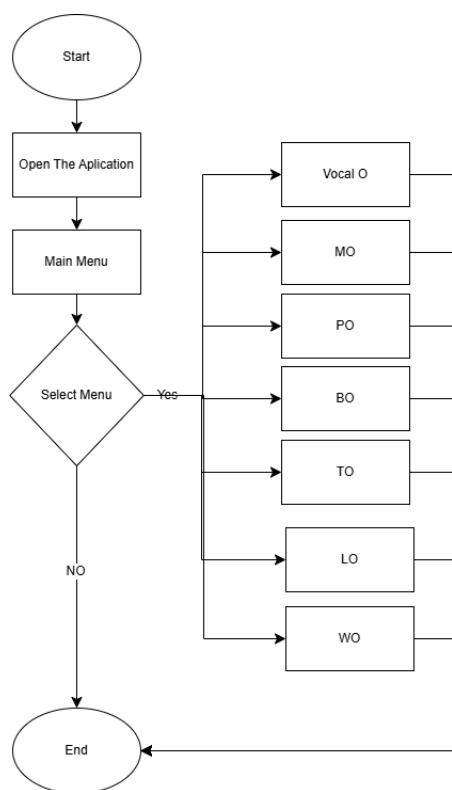 Start
Open The Aplication
Main Menu
Select Menu
Yes
NO
Vocal O
MO
PO
BO
TO
LO
WO
End